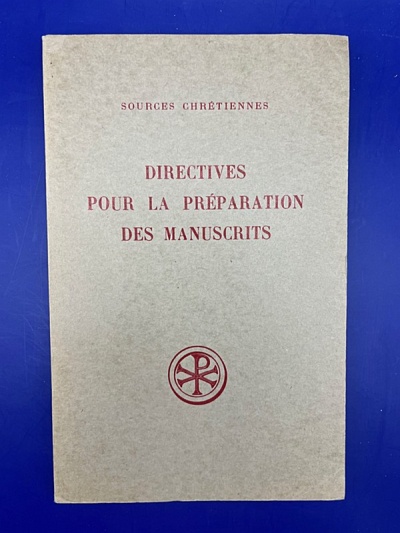 SOURCES CHRÉTIENNES
DIRECTIVES
POUR LA PRÉPARATION
DES MANUSCRITS